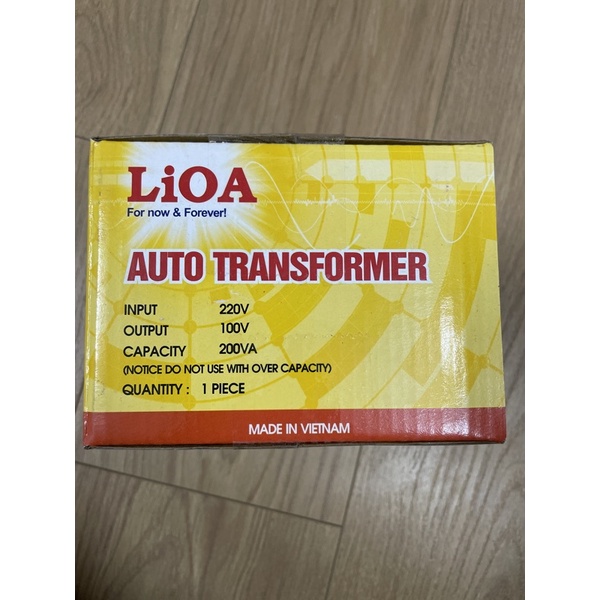 LiOA
For now & Forever!
AUTO TRANSFORMER
INPUT 220V
OUTPUT 100V
CAPACITY 200VA
(NOTICE DO NOT USE WITH OVER CAPACITY)
QUANTITY : 1 PIECE
MADE IN VIETNAM